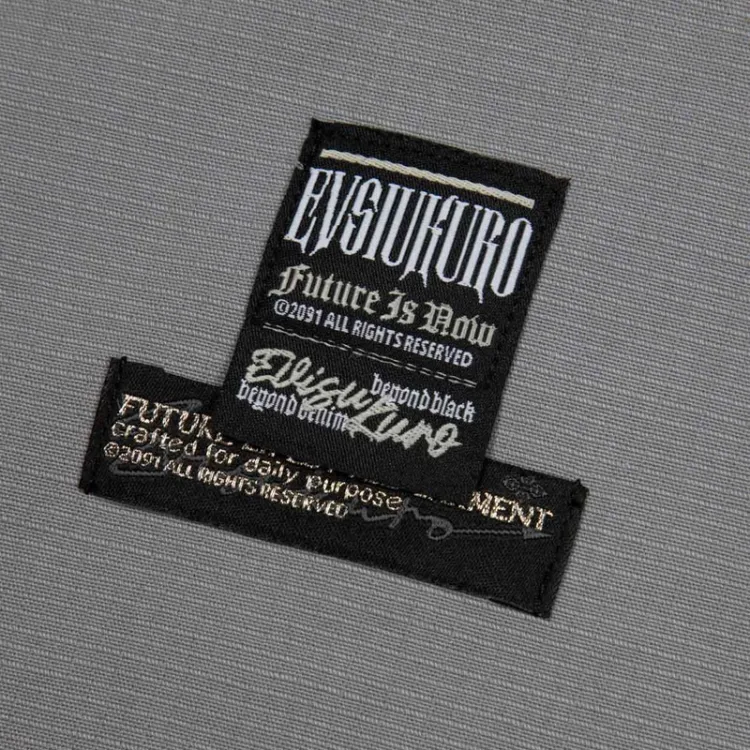 EVSIUKURO
Future Is Now
©2091 ALL RIGHTS RESERVED
EVisuKuro
beyond black
beyond denim
MENT
crafted for daily purpose
©2091 ALL RIGHTS RESERVED